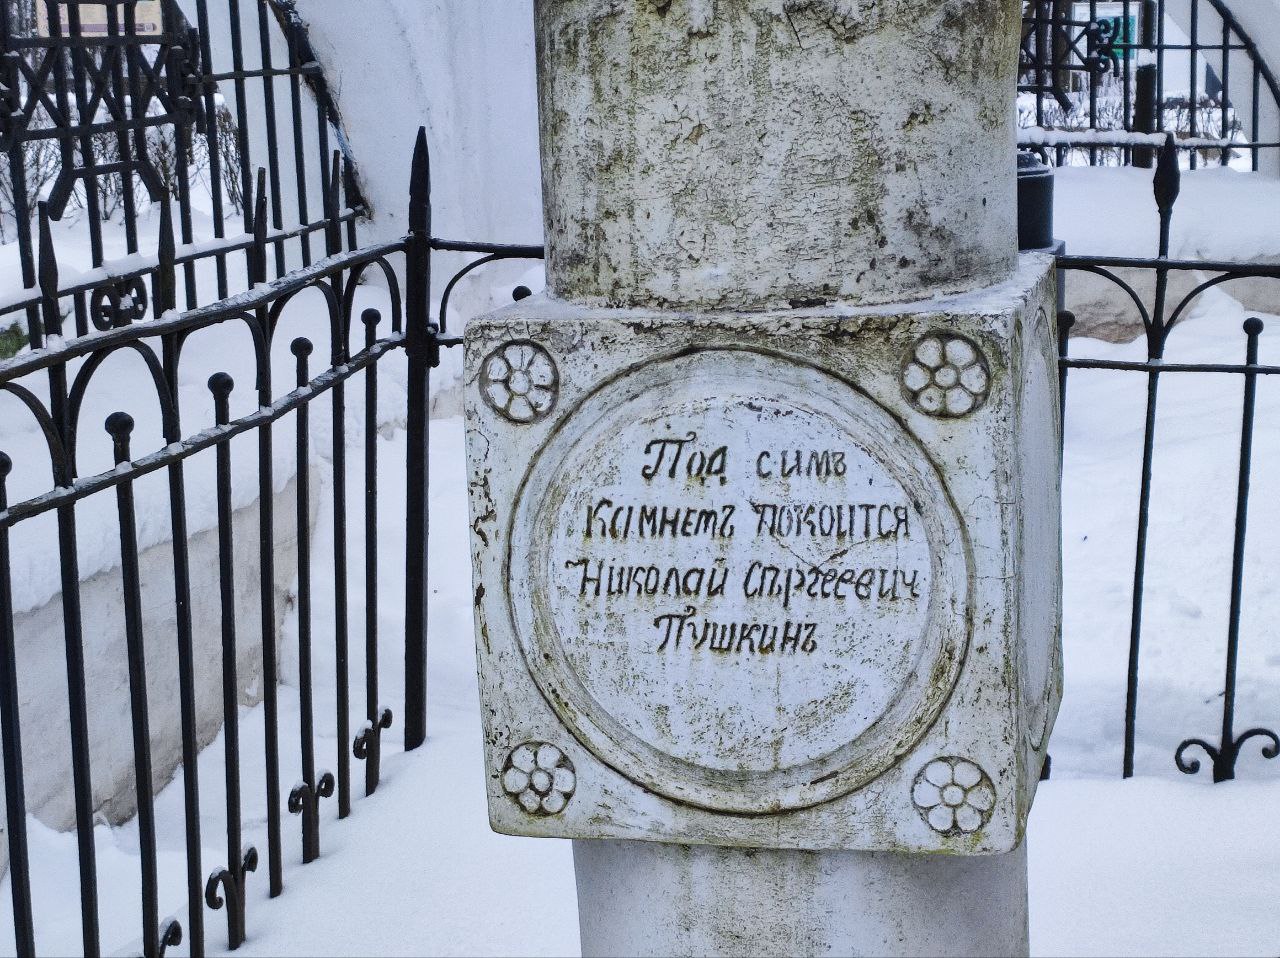 Под симъ
камнемъ покоится
Николай Сергеевич
Пушкинъ